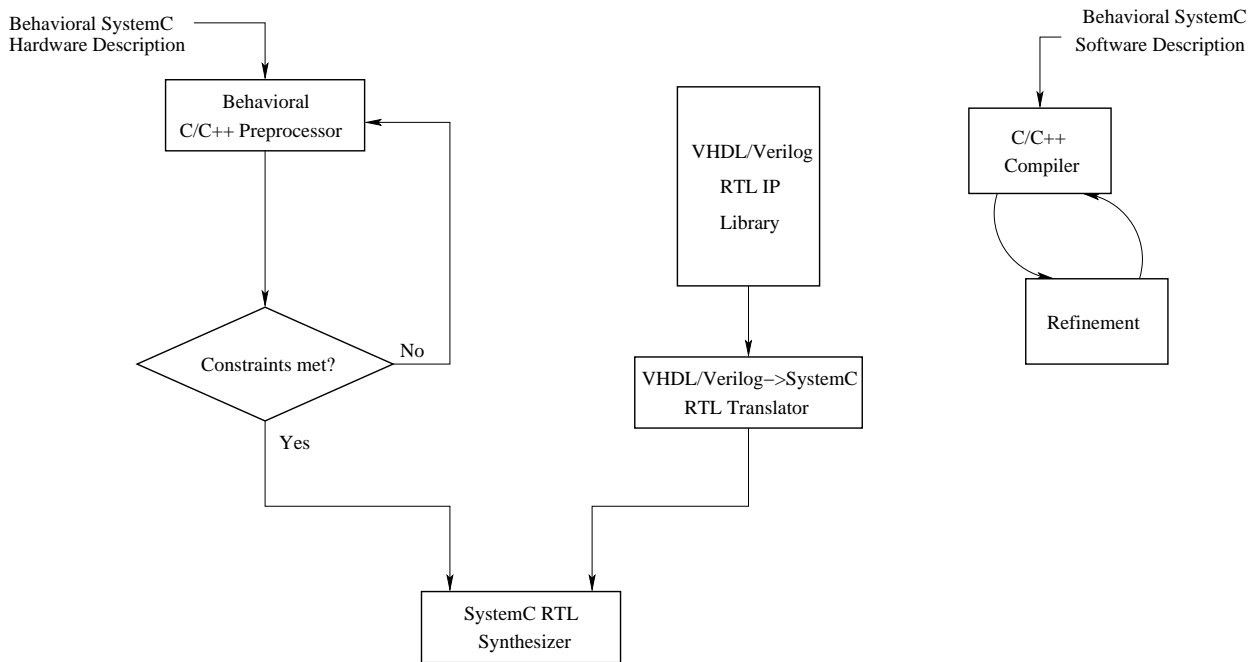 Behavioral SystemC
Hardware Description
Behavioral
C/C++ Preprocessor
Constraints met?
No
Yes
VHDL/Verilog
RTL IP
Library
VHDL/Verilog−>SystemC
RTL Translator
SystemC RTL
Synthesizer
Behavioral SystemC
Software Description
C/C++
Compiler
Refinement